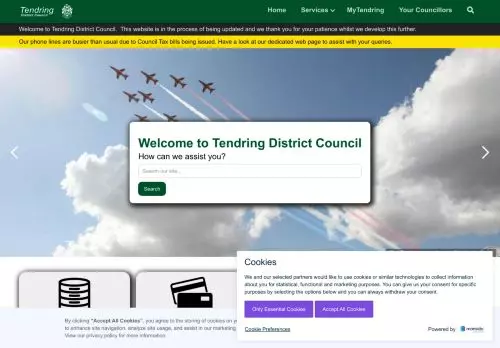 Tendring
District Council
Home
Services
MyTendring
Your Councillors
Welcome to Tendring District Council. This website is in the process of being updated and we thank you for your patience whilst we develop this further.
Our phone lines are busier than usual due to Council Tax bills being issued. Have a look at our dedicated web page to assist with your queries.
Welcome to Tendring District Council
How can we assist you?
Search our site...
Search
Cookies
We and our selected partners would like to use cookies or similar technologies to collect information
about you for statistical, functional and marketing purposes. You can give us your consent for specific
purposes by selecting the options below and you can always withdraw your consent.
Only Essential Cookies
Accept All Cookies
Cookie Preferences
Powered by
By clicking "Accept All Cookies", you agree to the storing of cookies on
to enhance site navigation, analyze site usage, and assist in our marketing
View our privacy policy for more information